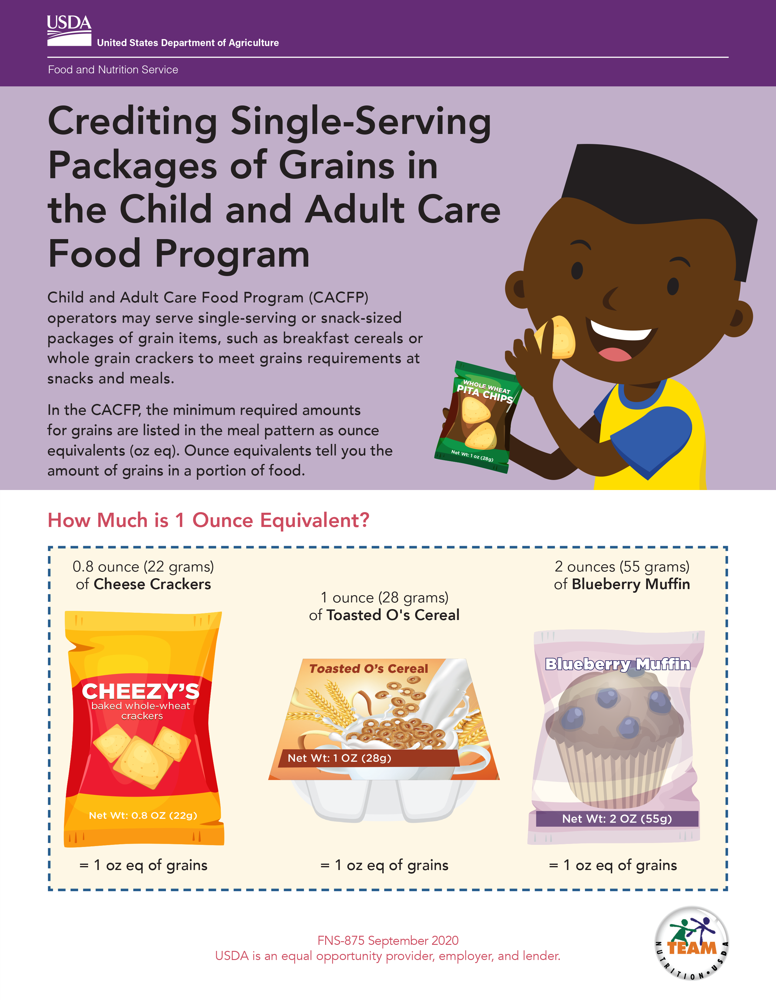 USDA
United States Department of Agriculture
Food and Nutrition Service
Crediting Single-Serving
Packages of Grains in
the Child and Adult Care
Food Program
Child and Adult Care Food Program (CACFP)
operators may serve single-serving or snack-sized
packages of grain items, such as breakfast cereals or
whole grain crackers to meet grains requirements at
snacks and meals.
In the CACFP, the minimum required amounts
for grains are listed in the meal pattern as ounce
equivalents (oz eq). Ounce equivalents tell you the
amount of grains in a portion of food.
WHOLE WHEAT
PITA CHIPS
Net Wt: 1 oz (28g)
How Much is 1 Ounce Equivalent?
0.8 ounce (22 grams)
of Cheese Crackers
CHEEZY'S
baked whole-wheat
crackers
Net Wt: 0.8 OZ (22g)
= 1 oz eq of grains
1 ounce (28 grams)
of Toasted O's Cereal
Toasted O's Cereal
Net Wt: 1 OZ (28g)
= 1 oz eq of grains
2 ounces (55 grams)
of Blueberry Muffin
Blueberry Muffin
Net Wt: 2 OZ (55g)
= 1 oz eq of grains
FNS-875 September 2020
USDA is an equal opportunity provider, employer, and lender.
TEAM
NUTRITION • USDA